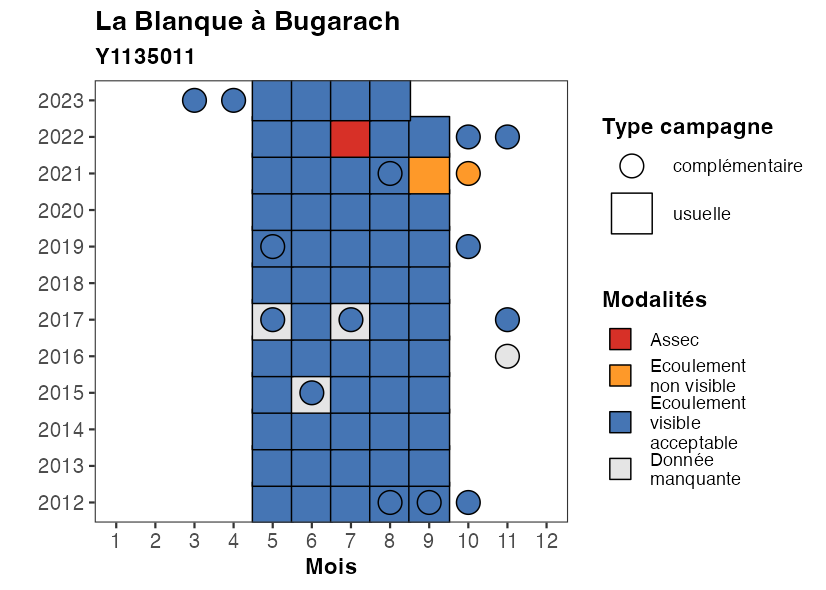 La Blanque à Bugarach
Y1135011
2023
2022
2021
2020
2019
2018
2017
2016
2015
2014
2013
2012
1 2 3 4 5 6 7 8 9 10 11 12
Mois
Type campagne
complémentaire
usuelle
Modalités
Assec
Ecoulement
non visible
Ecoulement
visible
acceptable
Donnée
manquante